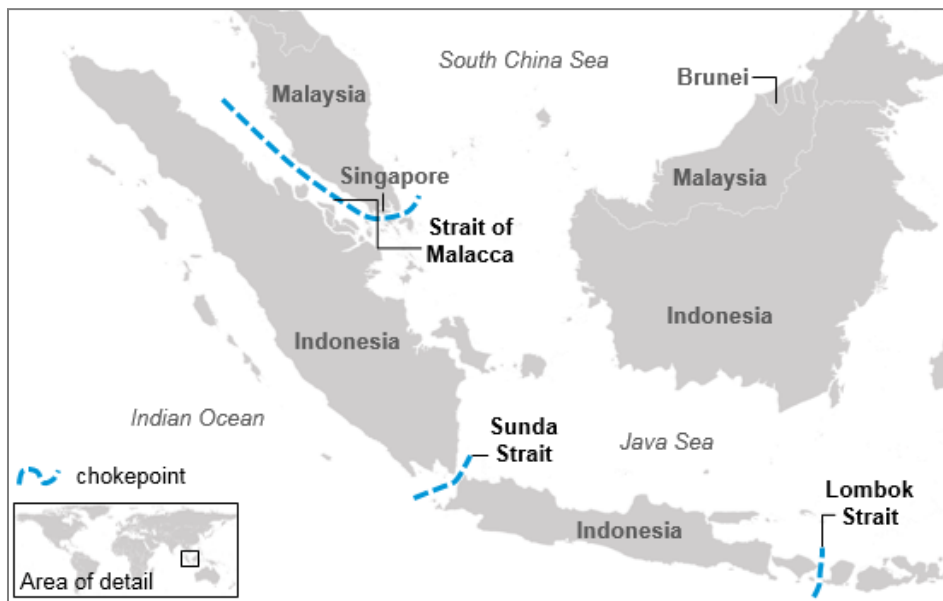 South China Sea
Brunei
Malaysia
Singapore
Malaysia
Strait of
Malacca
Indonesia
Indonesia
Indian Ocean
Sunda
Strait
Java Sea
chokepoint
Lombok
Strait
Indonesia
Area of detail